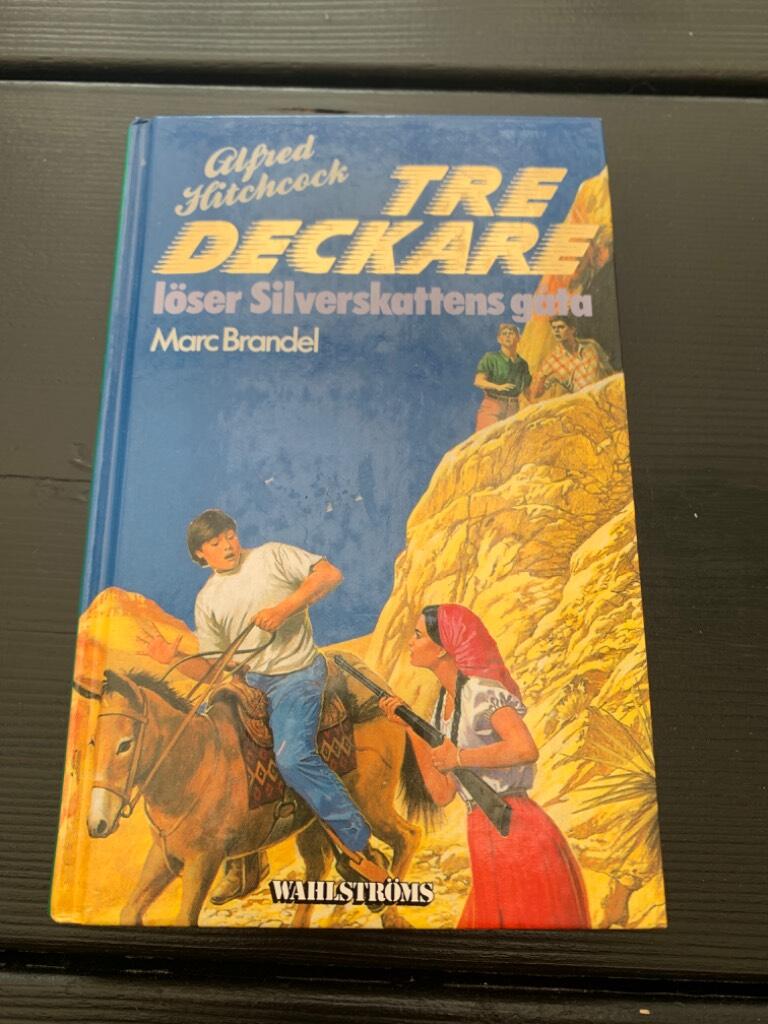 Alfred
Hitchcock
TRE
DECKARE
löser Silverskattens gåta
Marc Brandel
WAHLSTRÖMS